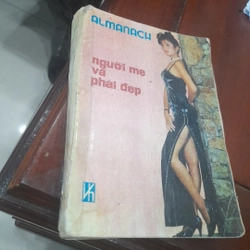 ALMANACH
người mẹ
và
phái đẹp